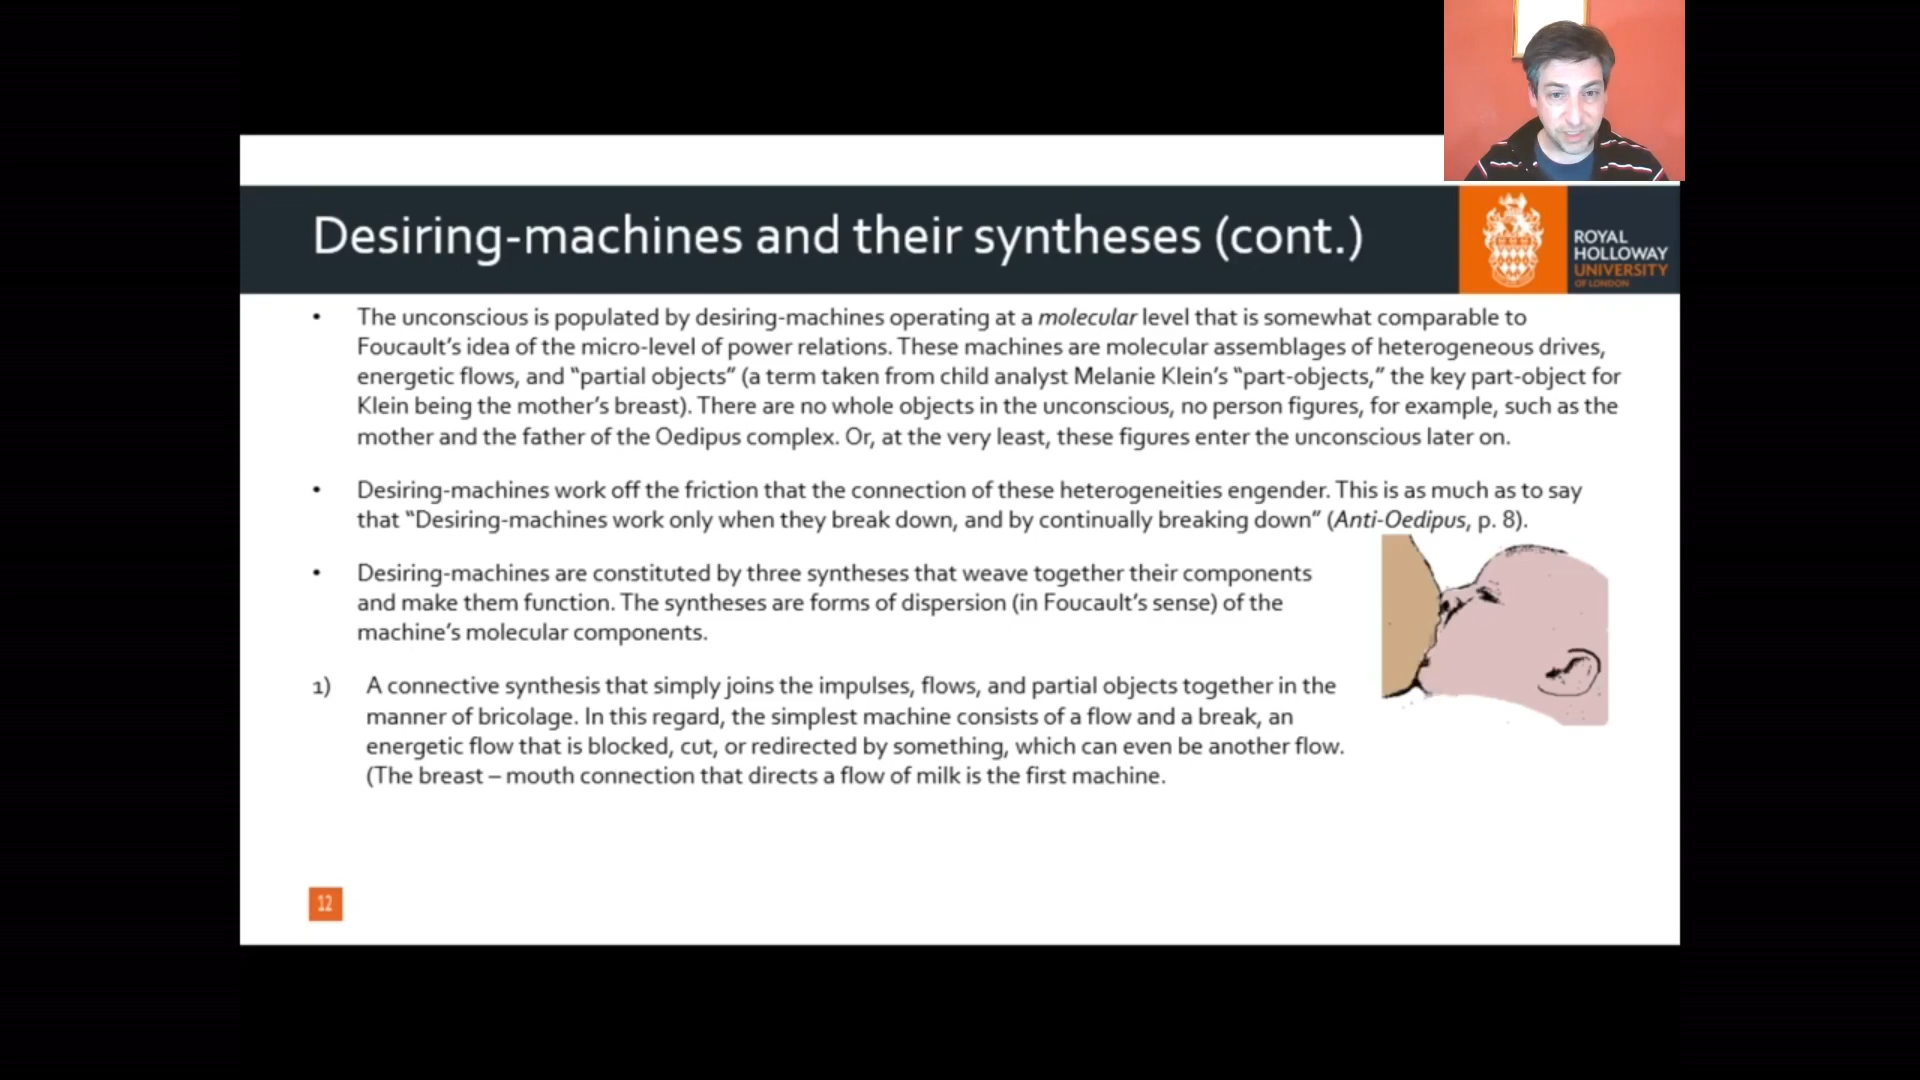 Desiring-machines and their syntheses (cont.)
ROYAL
HOLLOWAY
UNIVERSITY
OF LONDON
• The unconscious is populated by desiring-machines operating at a molecular level that is somewhat comparable to
Foucault's idea of the micro-level of power relations. These machines are molecular assemblages of heterogeneous drives,
energetic flows, and "partial objects" (a term taken from child analyst Melanie Klein's "part-objects," the key part-object for
Klein being the mother's breast). There are no whole objects in the unconscious, no person figures, for example, such as the
mother and the father of the Oedipus complex. Or, at the very least, these figures enter the unconscious later on.
• Desiring-machines work off the friction that the connection of these heterogeneities engender. This is as much as to say
that "Desiring-machines work only when they break down, and by continually breaking down" (Anti-Oedipus, p. 8).
• Desiring-machines are constituted by three syntheses that weave together their components
and make them function. The syntheses are forms of dispersion (in Foucault's sense) of the
machine's molecular components.
1) A connective synthesis that simply joins the impulses, flows, and partial objects together in the
manner of bricolage. In this regard, the simplest machine consists of a flow and a break, an
energetic flow that is blocked, cut, or redirected by something, which can even be another flow.
(The breast – mouth connection that directs a flow of milk is the first machine.
12